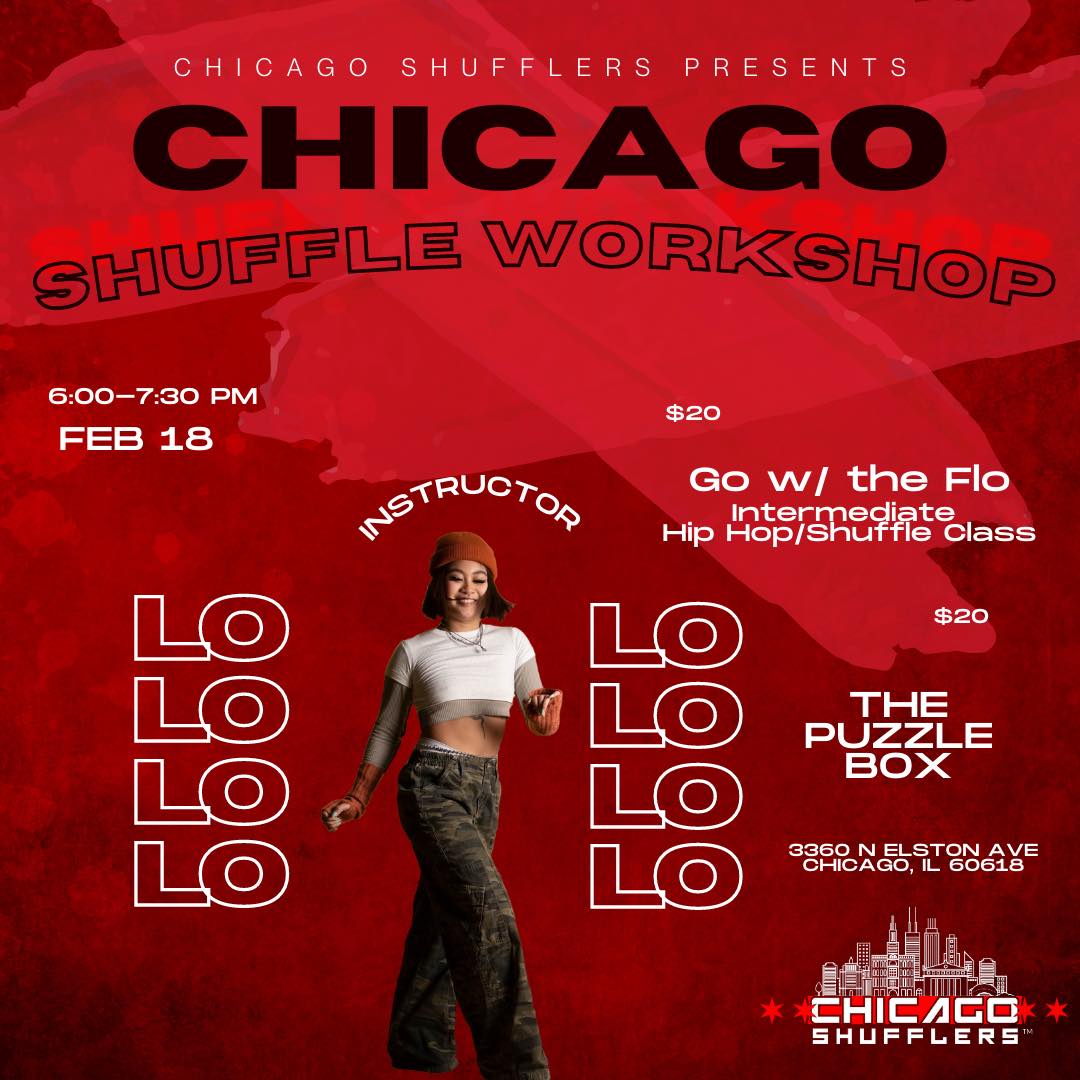 CHICAGO SHUFFLERS PRESENTS
CHICAGO
SHUFFLE WORKSHOP
6:00–7:30 PM
FEB 18
$20
Go w/ the Flo
Intermediate
Hip Hop/Shuffle Class
INSTRUCTOR
LO
LO
LO
LO
LO
LO
LO
LO
$20
THE
PUZZLE
BOX
3360 N ELSTON AVE
CHICAGO, IL 60618
CHICAGO
SHUFFLERS™